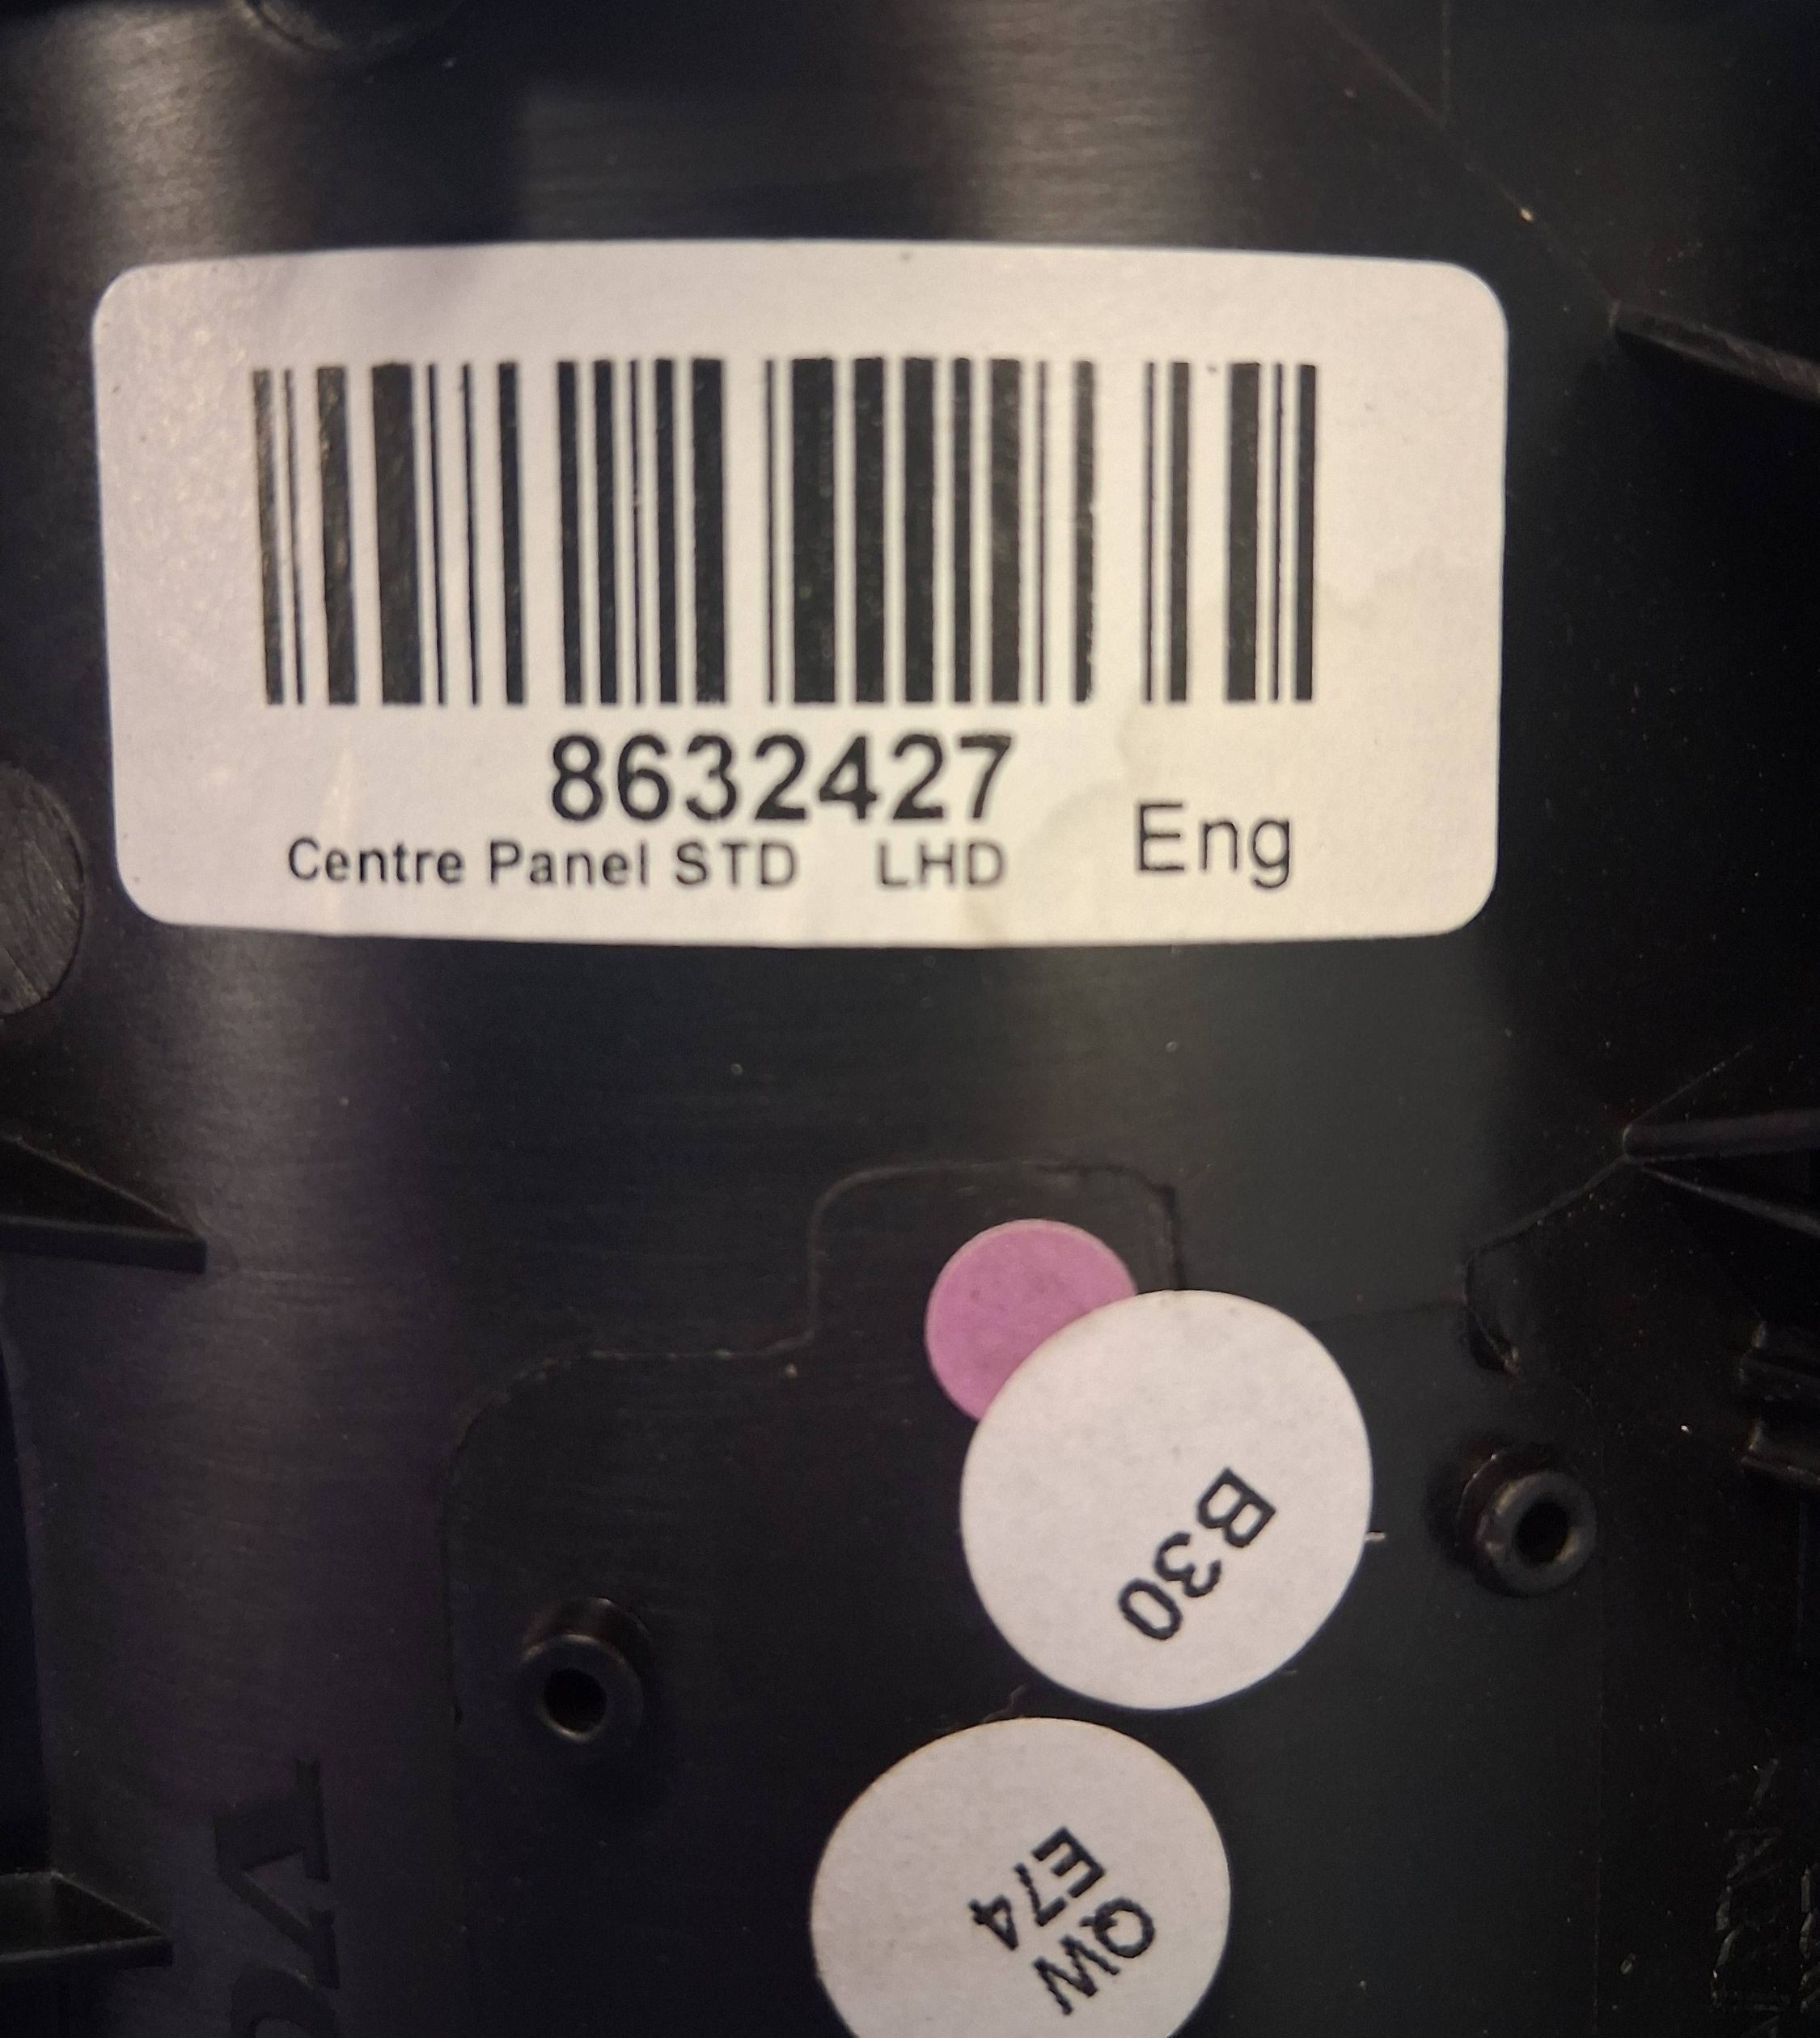 8632427
Centre Panel STD LHD Eng
B30
QW
E74